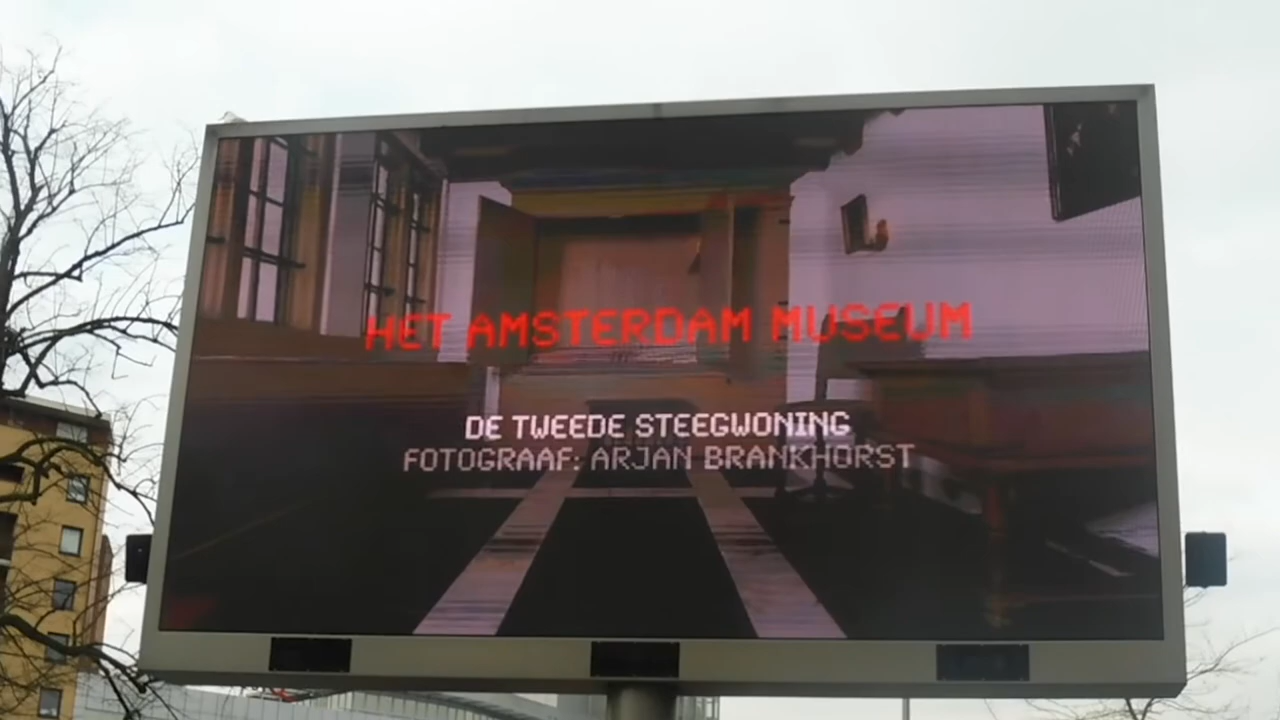 HET AMSTERDAM MUSEUM
DE TWEEDE STEEGWONING
FOTOGRAAF: ARJAN BRANKHORST